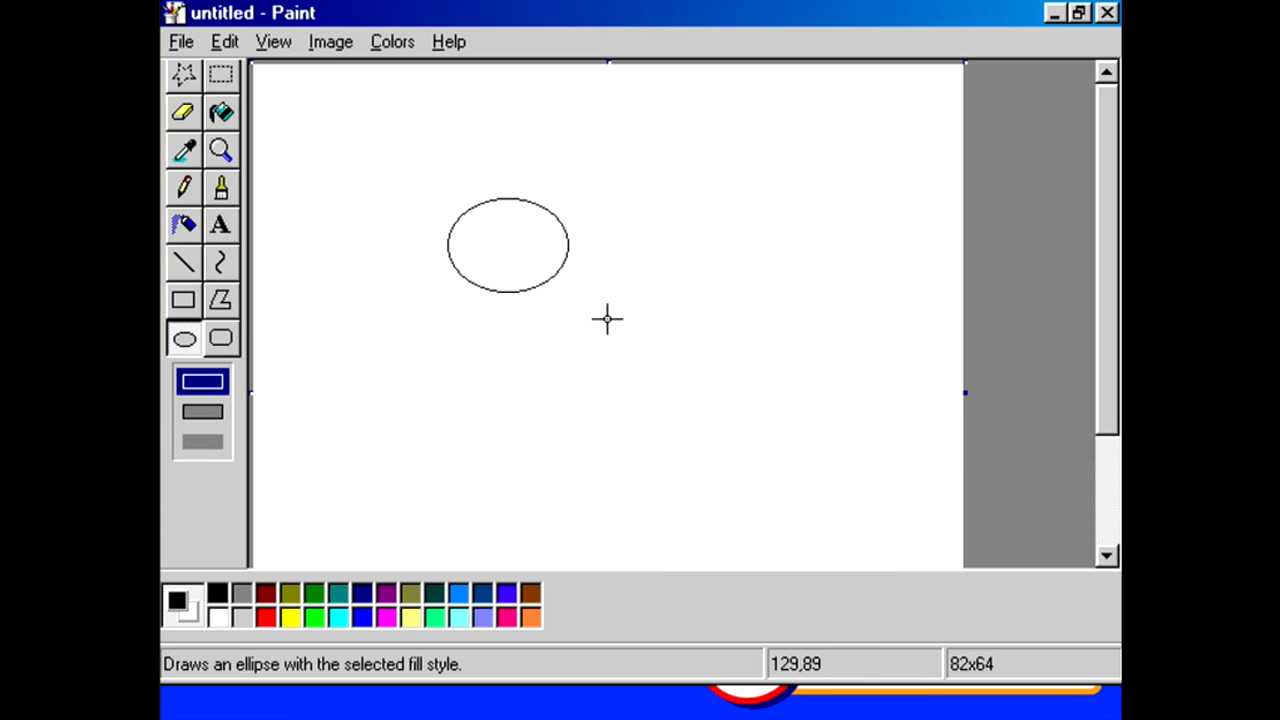 untitled - Paint
File Edit View Image Colors Help
A
Draws an ellipse with the selected fill style. 129,89 82x64